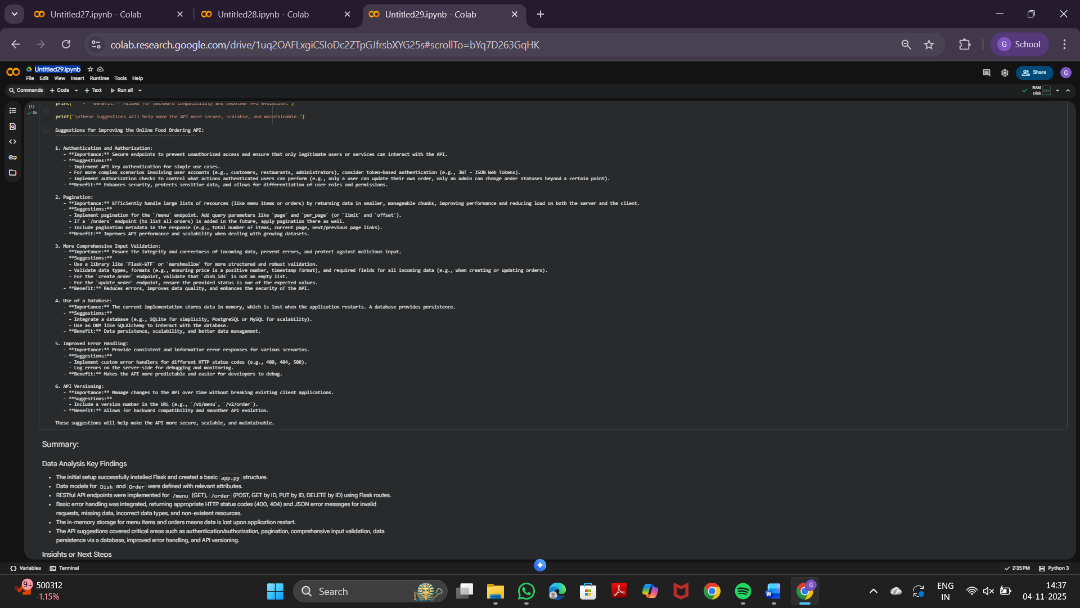 Untitled27.ipynb - Colab
Untitled28.ipynb - Colab
Untitled29.ipynb - Colab
colab.research.google.com/drive/1uq2OAFLxgiCSIoDc2ZTpGJfrsbXYG25s#scrollTo=bYq7D263GqHK
School
Untitled29.ipynb
File Edit View Insert Runtime Tools Help
Share
Commands + Code + Text Run all
RAM
Disk
print("\nThese suggestions will help make the API more secure, scalable, and maintainable.")
Suggestions for improving the Online Food Ordering API:
1. Authentication and Authorization:
- **Importance:** Secure endpoints to prevent unauthorized access and ensure that only legitimate users or services can interact with the API.
- **Suggestions:**
- Implement API key authentication for simple use cases.
- For more complex scenarios involving user accounts (e.g., customers, restaurants, administrators), consider token-based authentication (e.g., JWT - JSON Web Tokens).
- Implement authorization checks to control what actions authenticated users can perform (e.g., only a user can update their own order, only an admin can change order statuses beyond a certain point).
- **Benefit:** Enhances security, protects sensitive data, and allows for differentiation of user roles and permissions.
2. Pagination:
- **Importance:** Efficiently handle large lists of resources (like menu items or orders) by returning data in smaller, manageable chunks, improving performance and reducing load on both the server and the client.
- **Suggestions:**
- Implement pagination for the `/menu` endpoint. Add query parameters like `page` and `per_page` (or `limit` and `offset`).
- If a `/orders` endpoint (to list all orders) is added in the future, apply pagination there as well.
- Include pagination metadata in the response (e.g., total number of items, current page, next/previous page links).
- **Benefit:** Improves API performance and scalability when dealing with growing datasets.
3. More Comprehensive Input Validation:
- **Importance:** Ensure the integrity and correctness of incoming data, prevent errors, and protect against malicious input.
- **Suggestions:**
- Use a library like `Flask-WTF` or `marshmallow` for more structured and robust validation.
- Validate data types, formats (e.g., ensuring price is a positive number, timestamp format), and required fields for all incoming data (e.g., when creating or updating orders).
- For the `create_order` endpoint, validate that `dish_ids` is not an empty list.
- For the `update_order` endpoint, ensure the provided status is one of the expected values.
- **Benefit:** Reduces errors, improves data quality, and enhances the security of the API.
4. Use of a Database:
- **Importance:** The current implementation stores data in memory, which is lost when the application restarts. A database provides persistence.
- **Suggestions:**
- Integrate a database (e.g., SQLite for simplicity, PostgreSQL or MySQL for scalability).
- Use an ORM like SQLAlchemy to interact with the database.
- **Benefit:** Data persistence, scalability, and better data management.
5. Improved Error Handling:
- **Importance:** Provide consistent and informative error responses for various scenarios.
- **Suggestions:**
- Implement custom error handlers for different HTTP status codes (e.g., 400, 404, 500).
- Log errors on the server side for debugging and monitoring.
- **Benefit:** Makes the API more predictable and easier for developers to debug.
6. API Versioning:
- **Importance:** Manage changes to the API over time without breaking existing client applications.
- **Suggestions:**
- Include a version number in the URL (e.g., `/v1/menu`, `/v2/order`).
- **Benefit:** Allows for backward compatibility and smoother API evolution.
These suggestions will help make the API more secure, scalable, and maintainable.
Summary:
Data Analysis Key Findings
• The initial setup successfully installed Flask and created a basic app.py structure.
• Data models for Dish and Order were defined with relevant attributes.
• RESTful API endpoints were implemented for /menu (GET), /order (POST, GET by ID, PUT by ID, DELETE by ID) using Flask routes.
• Basic error handling was integrated, returning appropriate HTTP status codes (400, 404) and JSON error messages for invalid
requests, missing data, incorrect data types, and non-existent resources.
• The in-memory storage for menu items and orders means data is lost upon application restart.
• The API suggestions covered critical areas such as authentication/authorization, pagination, comprehensive input validation, data
persistence via a database, improved error handling, and API versioning.
Insights or Next Steps
Variables Terminal
2:35PM Python 3
500312
-1.15%
Search
ENG
IN
14:37
04-11-2025